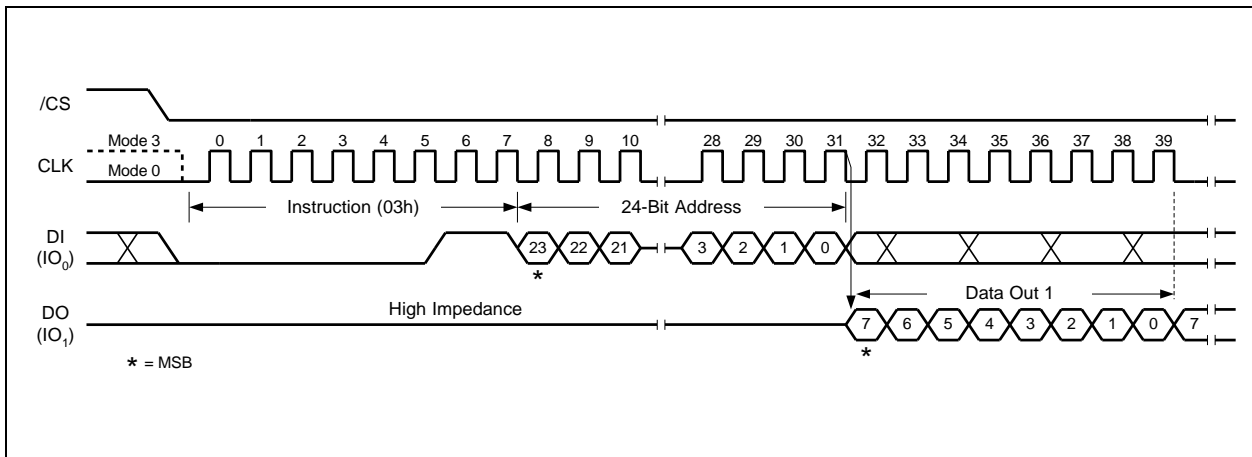 /CS
Mode 3
0 1 2 3 4 5 6 7 8 9 10 28 29 30 31 32 33 34 35 36 37 38 39
CLK
Mode 0
Instruction (03h) 24-Bit Address
DI
(IO0)
23 22 21 3 2 1 0
*
Data Out 1
DO
(IO1)
High Impedance
7 6 5 4 3 2 1 0 7
*
* = MSB